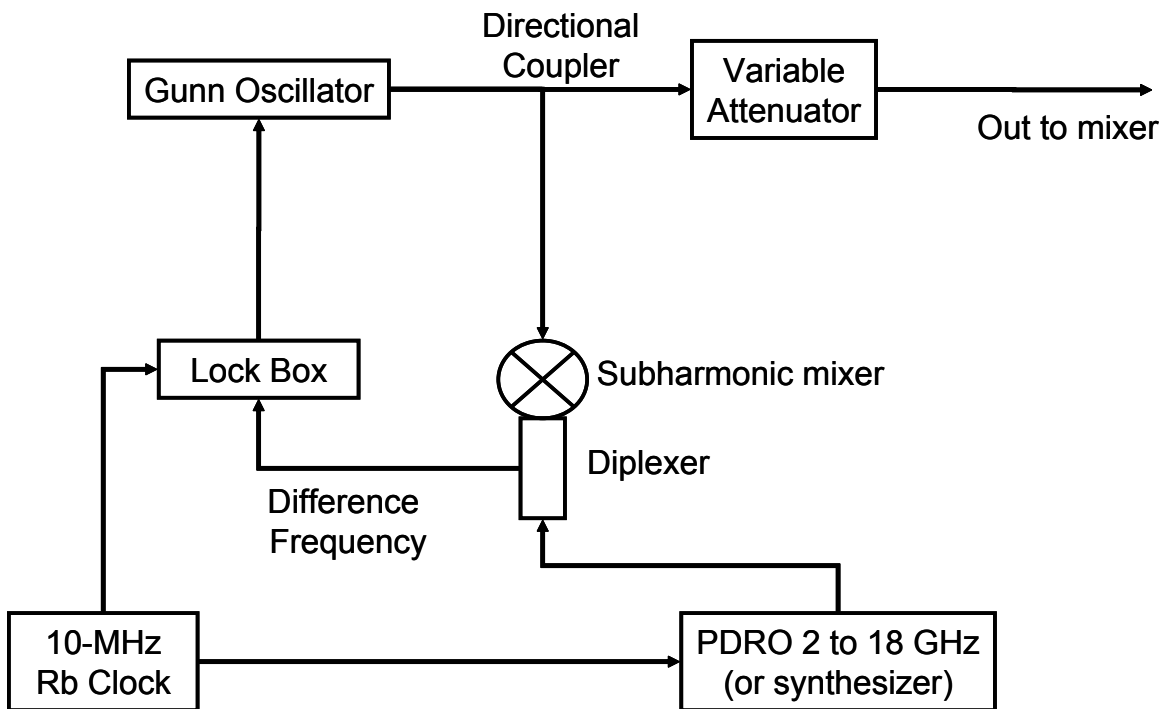 Directional
Coupler
Gunn Oscillator
Variable
Attenuator
Out to mixer
Lock Box
Subharmonic mixer
Diplexer
Difference
Frequency
10-MHz
Rb Clock
PDRO 2 to 18 GHz
(or synthesizer)